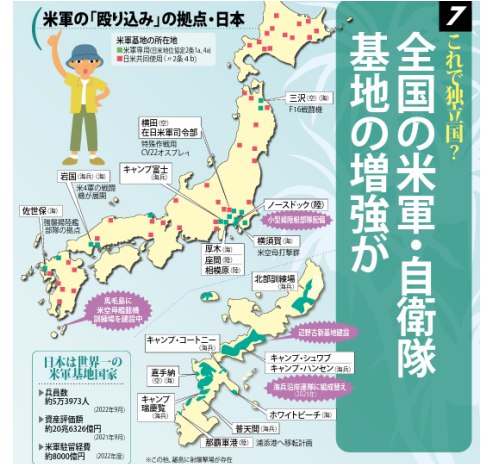 米軍の「殴り込み」の拠点・日本
米軍基地の所在地
■米軍専用(日米地位協定2条1a,4a)
■日米共同使用(〃2条4b)
7
これで独立国?
全国の米軍・自衛隊
基地の増強が
三沢(空)(海)
F16戦闘機
横田(空)
在日米軍司令部
特殊作戦用
CV22オスプレイ
キャンプ富士
(海兵)
岩国(海兵)(海)
米4軍の戦闘
機が展開
佐世保(海)
強襲揚陸艦
部隊の拠点
ノースドック(陸)
小型揚陸艇部隊配備
横須賀(海)
米空母打撃群
厚木(海)
座間(陸)
相模原(陸)
馬毛島に
米空母艦載機
訓練場を建設中
北部訓練場
(海兵)
辺野古新基地建設
キャンプ・コートニー
(海兵)
キャンプ・シュワブ
キャンプ・ハンセン(海兵)
海兵沿岸連隊に組成替え
(2025年)
嘉手納
(空)(海)
キャンプ
瑞慶覧
(海兵)
ホワイトビーチ(海)
普天間(海兵)
那覇軍港(陸)
浦添港へ移転計画
※この他、離島に射爆撃場が存在
日本は世界一の
米軍基地国家
▶兵員数
約5万3973人
(2022年9月)
▶資産評価額
約20兆6326億円
(2021年9月)
▶米軍駐留経費
約8000億円(2022年度)